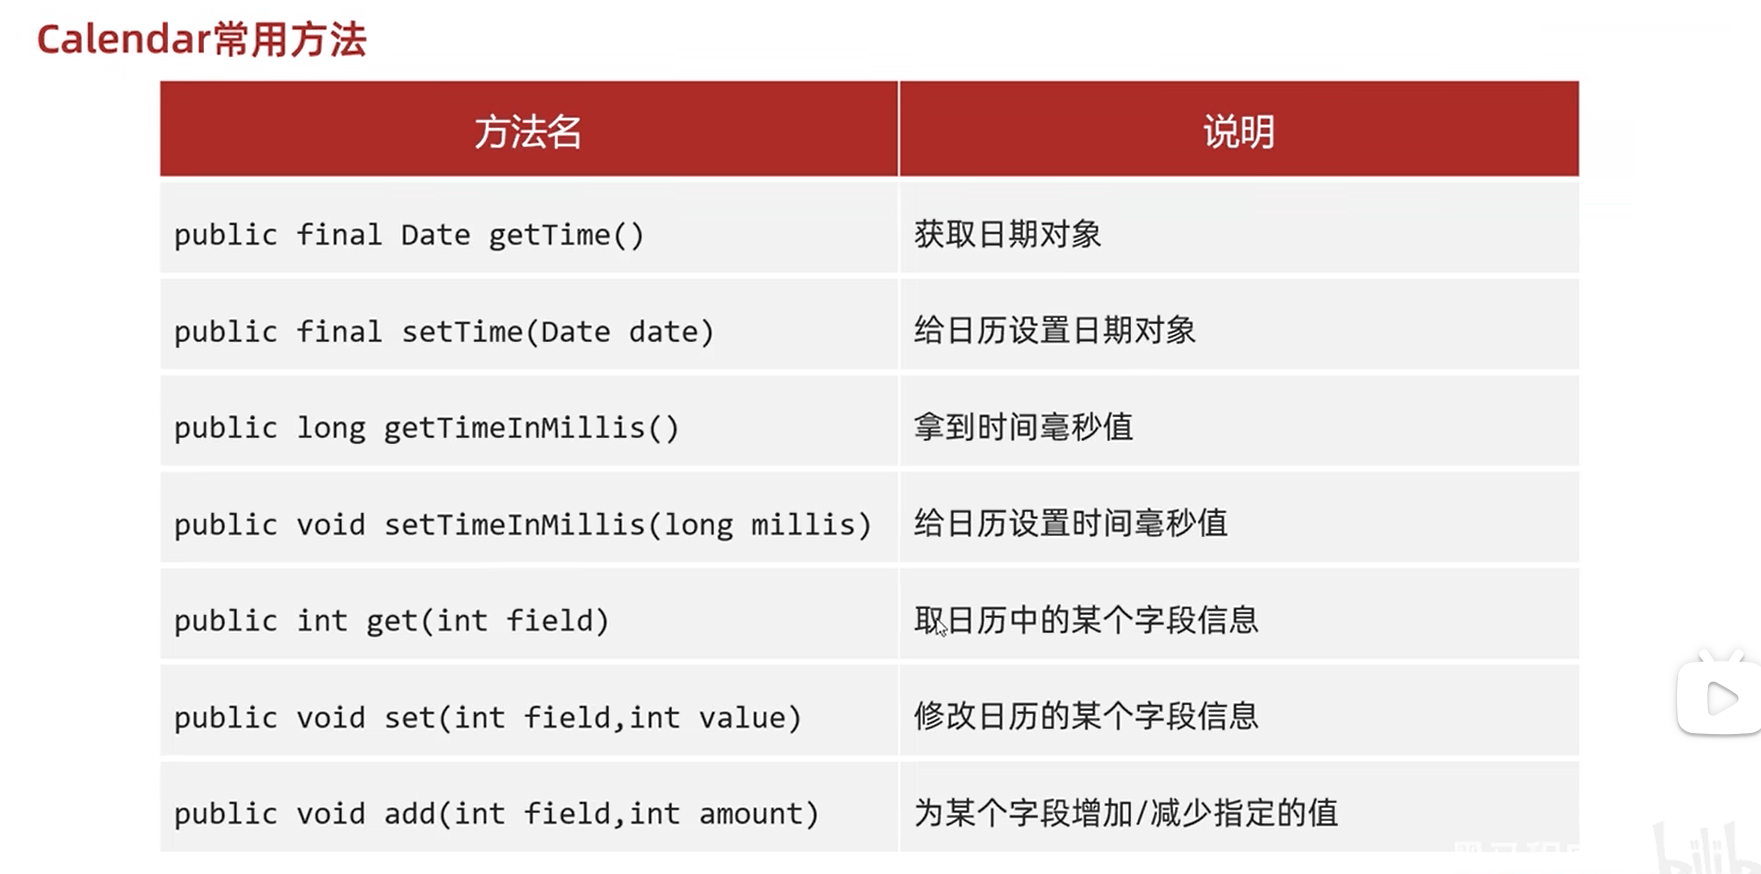 Calendar常用方法
方法名 说明
public final Date getTime() 获取日期对象
public final setTime(Date date) 给日历设置日期对象
public long getTimeInMillis() 拿到时间毫秒值
public void setTimeInMillis(long millis) 给日历设置时间毫秒值
public int get(int field) 取日历中的某个字段信息
public void set(int field,int value) 修改日历的某个字段信息
public void add(int field,int amount) 为某个字段增加/减少指定的值